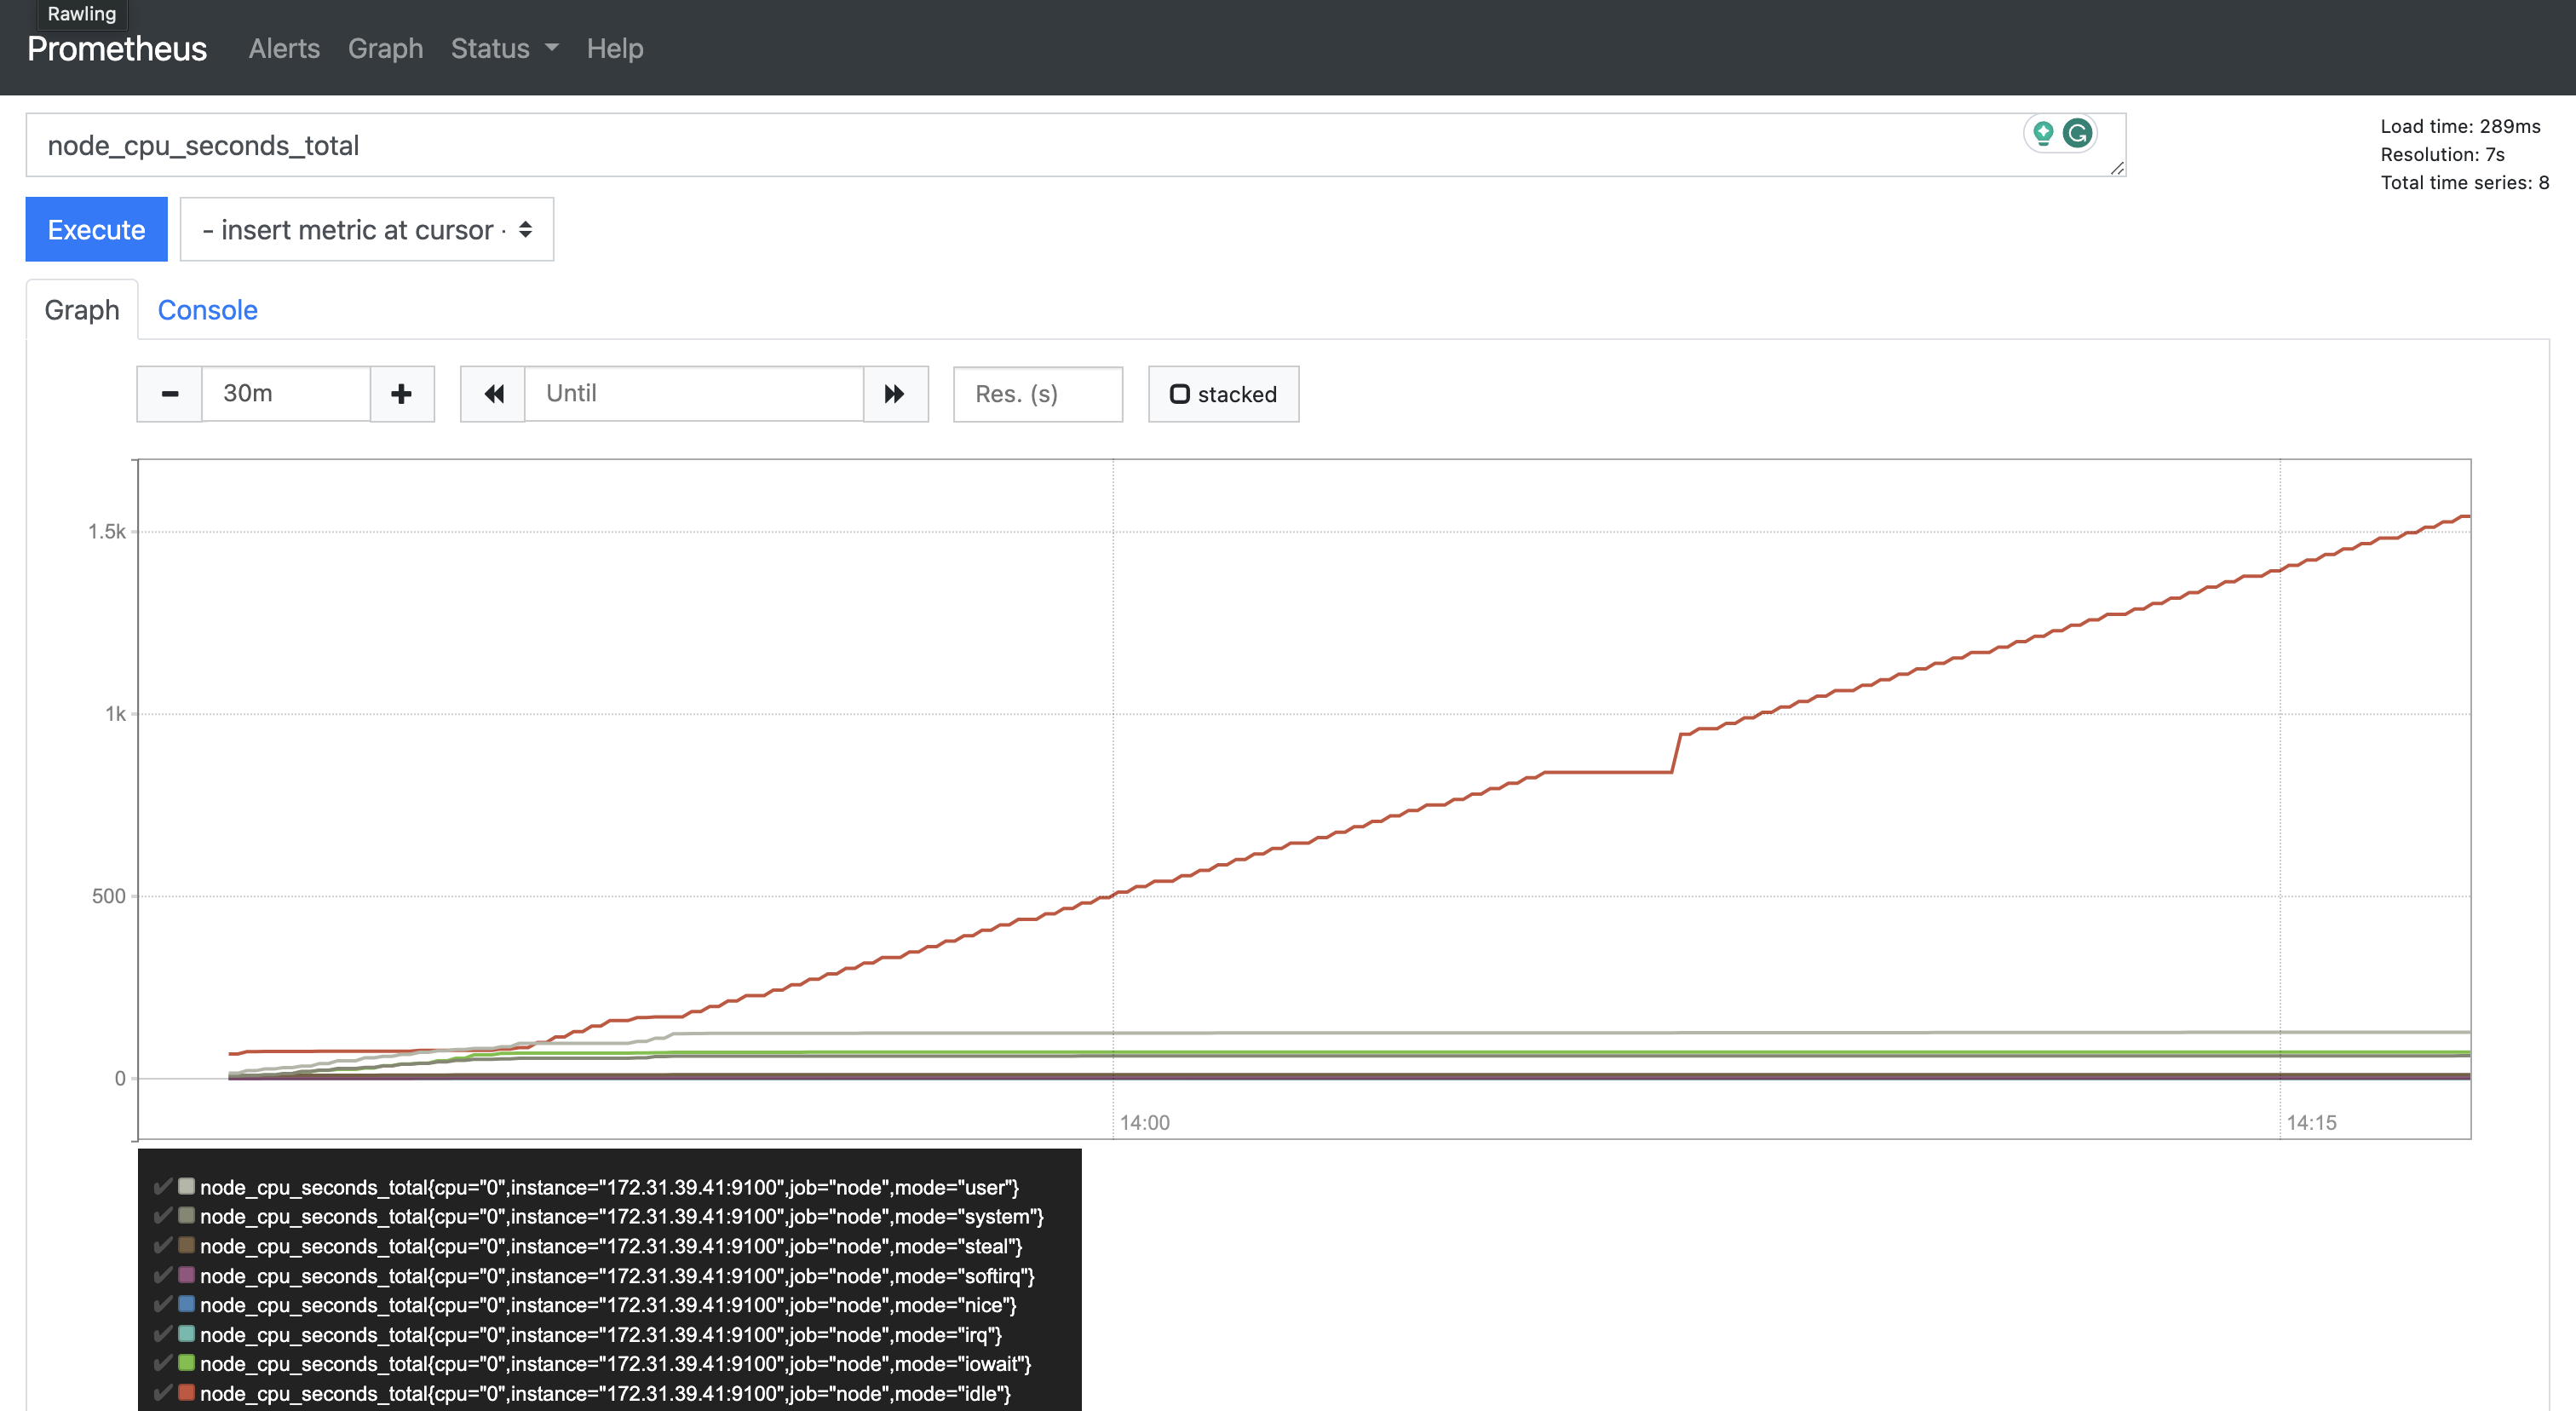 Rawling
Prometheus Alerts Graph Status Help
node_cpu_seconds_total
Load time: 289ms
Resolution: 7s
Total time series: 8
Execute - insert metric at cursor -
Graph Console
30m Until Res. (s) stacked
1.5k
1k
500
0
14:00 14:15
node_cpu_seconds_total{cpu="0",instance="172.31.39.41:9100",job="node",mode="user"}
node_cpu_seconds_total{cpu="0",instance="172.31.39.41:9100",job="node",mode="system"}
node_cpu_seconds_total{cpu="0",instance="172.31.39.41:9100",job="node",mode="steal"}
node_cpu_seconds_total{cpu="0",instance="172.31.39.41:9100",job="node",mode="softirq"}
node_cpu_seconds_total{cpu="0",instance="172.31.39.41:9100",job="node",mode="nice"}
node_cpu_seconds_total{cpu="0",instance="172.31.39.41:9100",job="node",mode="irq"}
node_cpu_seconds_total{cpu="0",instance="172.31.39.41:9100",job="node",mode="iowait"}
node_cpu_seconds_total{cpu="0",instance="172.31.39.41:9100",job="node",mode="idle"}